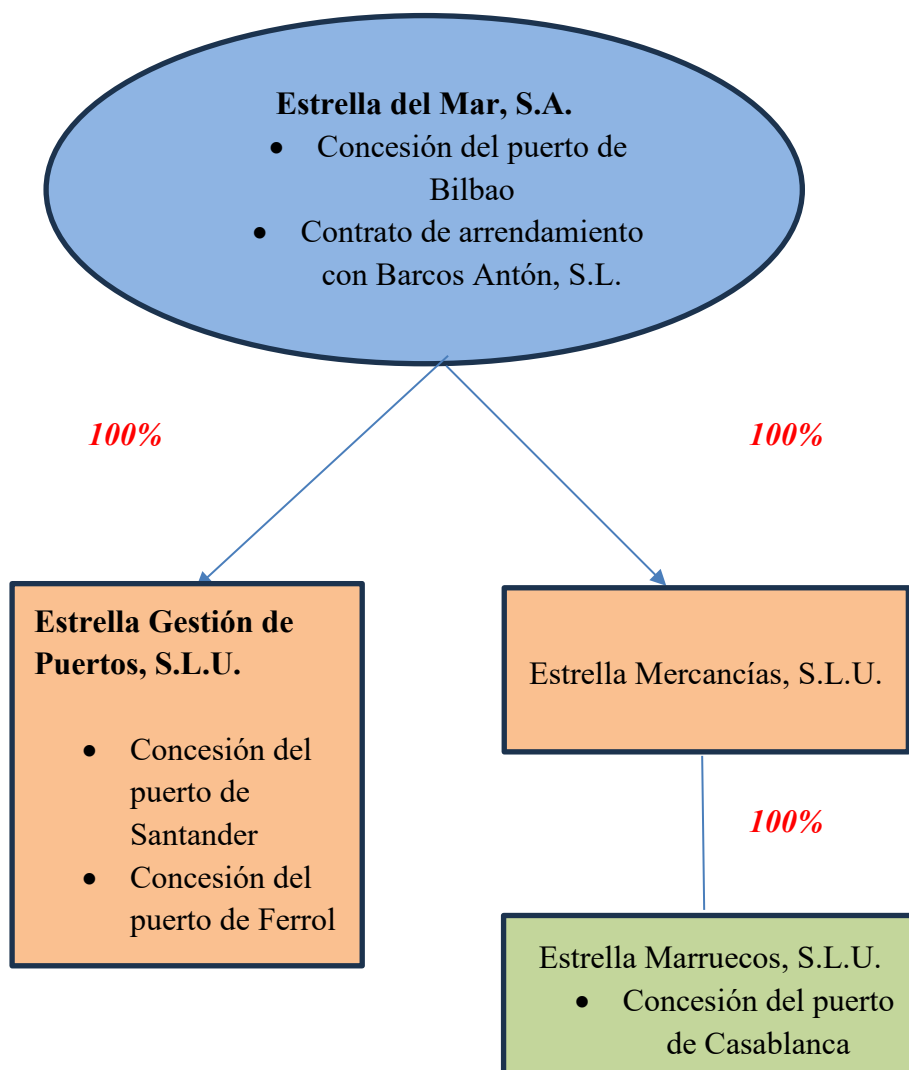 Estrella del Mar, S.A.
• Concesión del puerto de
Bilbao
• Contrato de arrendamiento
con Barcos Antón, S.L.
100%
100%
Estrella Gestión de
Puertos, S.L.U.
• Concesión del
puerto de
Santander
• Concesión del
puerto de Ferrol
Estrella Mercancías, S.L.U.
100%
Estrella Marruecos, S.L.U.
• Concesión del puerto
de Casablanca